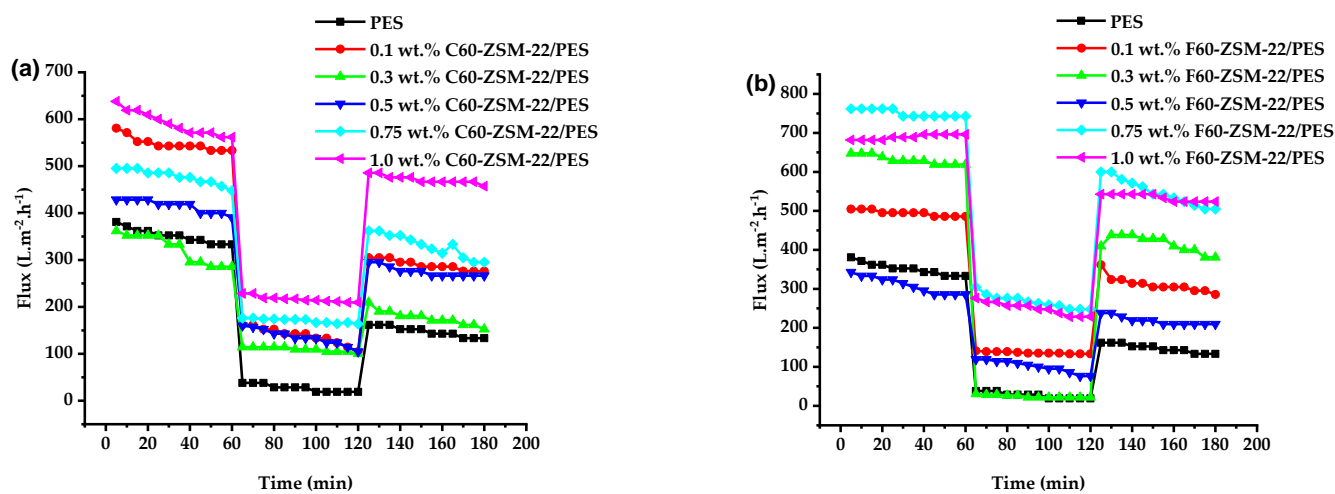 (a)
PES
0.1 wt.% C60-ZSM-22/PES
0.3 wt.% C60-ZSM-22/PES
0.5 wt.% C60-ZSM-22/PES
0.75 wt.% C60-ZSM-22/PES
1.0 wt.% C60-ZSM-22/PES
700
600
500
400
300
200
100
0
Flux (L.m-2.h-1)
0 20 40 60 80 100 120 140 160 180 200
Time (min)
(b)
PES
0.1 wt.% F60-ZSM-22/PES
0.3 wt.% F60-ZSM-22/PES
0.5 wt.% F60-ZSM-22/PES
0.75 wt.% F60-ZSM-22/PES
1.0 wt.% F60-ZSM-22/PES
800
700
600
500
400
300
200
100
0
Flux (L.m-2.h-1)
0 20 40 60 80 100 120 140 160 180 200
Time (min)